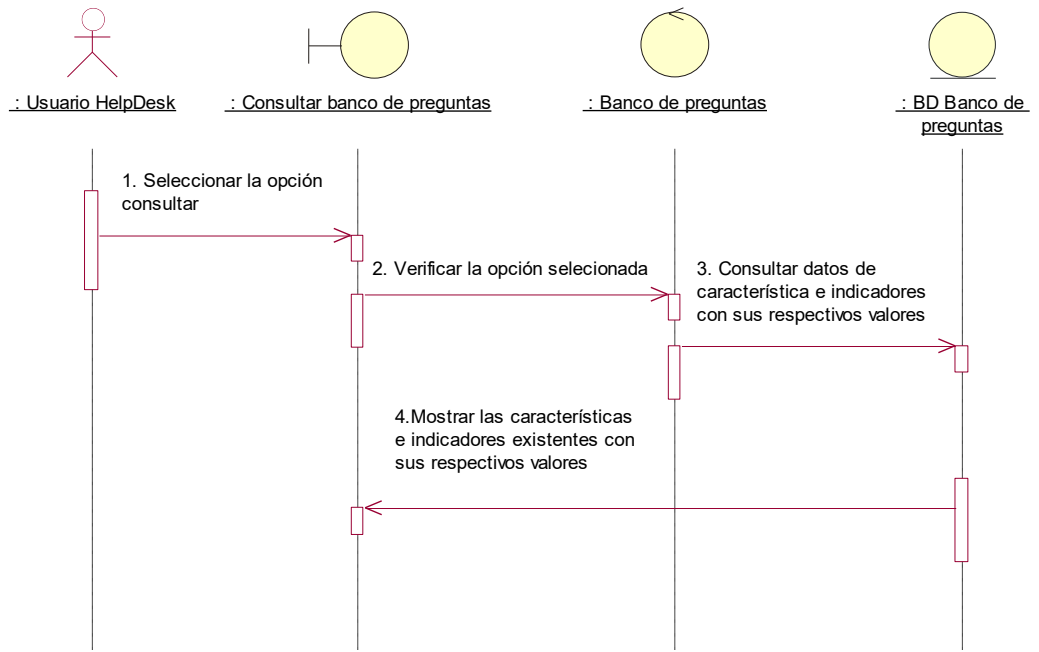 : Usuario HelpDesk
: Consultar banco de preguntas
: Banco de preguntas
: BD Banco de
preguntas
1. Seleccionar la opción
consultar
2. Verificar la opción selecionada
3. Consultar datos de
característica e indicadores
con sus respectivos valores
4.Mostrar las características
e indicadores existentes con
sus respectivos valores